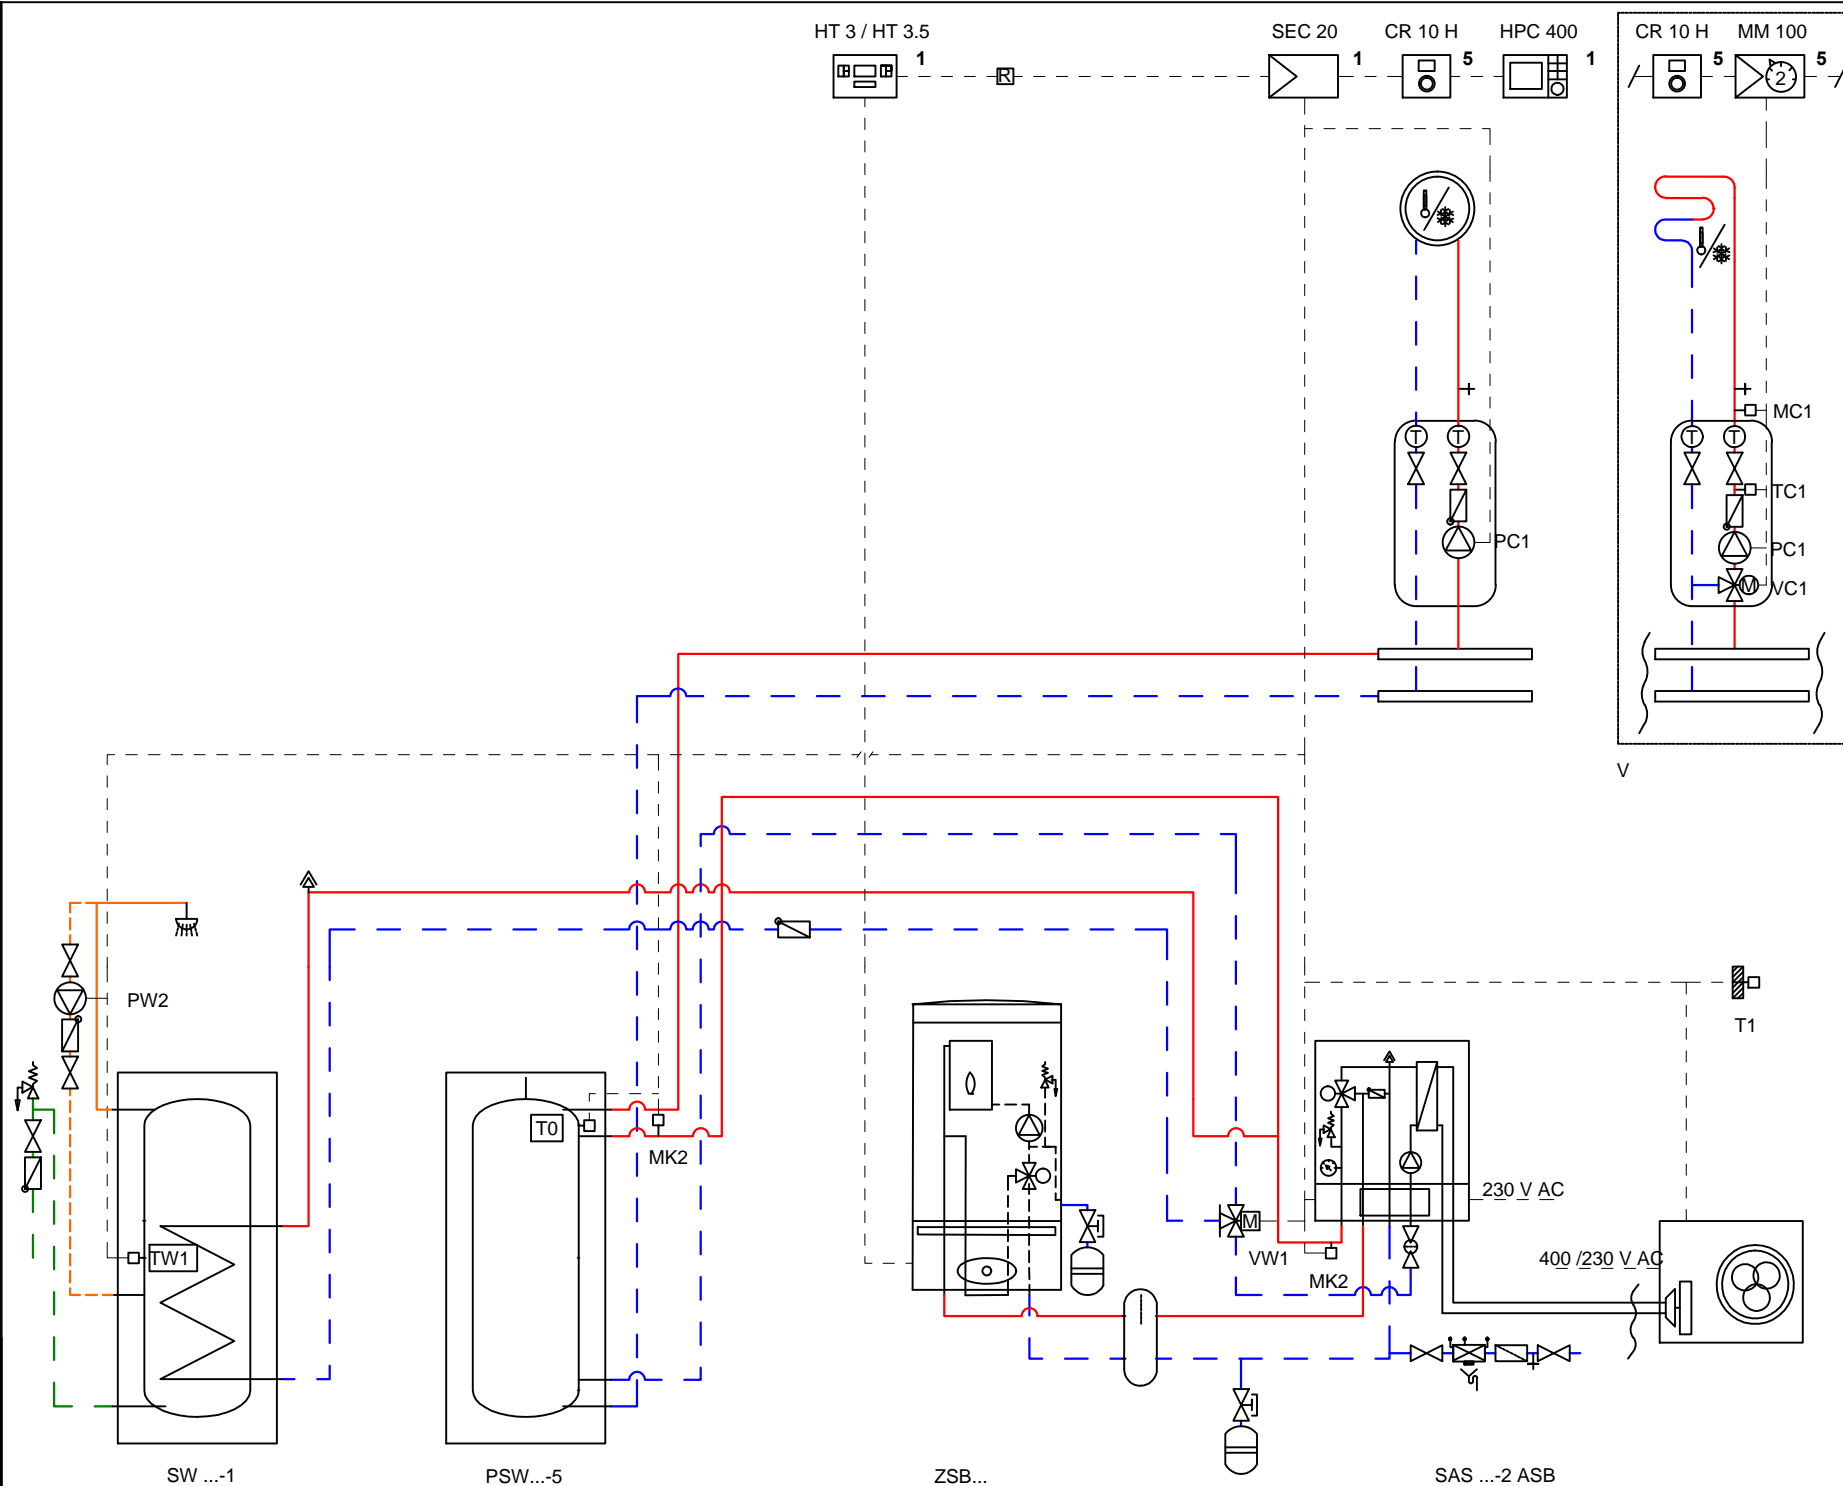 HT 3 / HT 3.5 SEC 20 CR 10 H HPC 400 CR 10 H MM 100
1 1 5 1 5 5
R 2
T T T T
MC1
TC1
PC1 PC1
M VC1
V
PW2
T1
T0
MK2
230 V AC
M
TW1 VW1 400 /230 V AC
MK2
SW ...-1 PSW...-5 ZSB... SAS ...-2 ASB